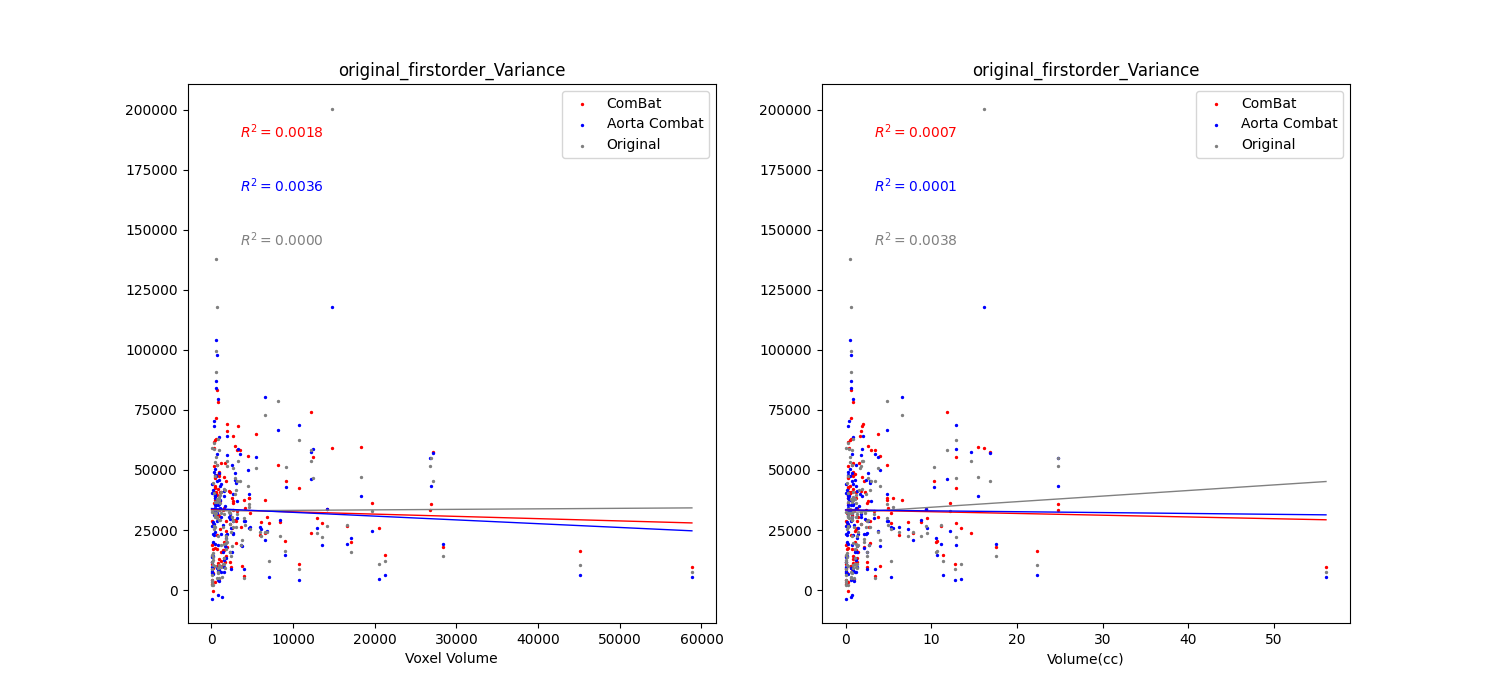 original_firstorder_Variance
200000
175000
150000
125000
100000
75000
50000
25000
0
R² = 0.0018
R² = 0.0036
R² = 0.0000
ComBat
Aorta Combat
Original
0 10000 20000 30000 40000 50000 60000
Voxel Volume
original_firstorder_Variance
200000
175000
150000
125000
100000
75000
50000
25000
0
R² = 0.0007
R² = 0.0001
R² = 0.0038
ComBat
Aorta Combat
Original
0 10 20 30 40 50
Volume(cc)